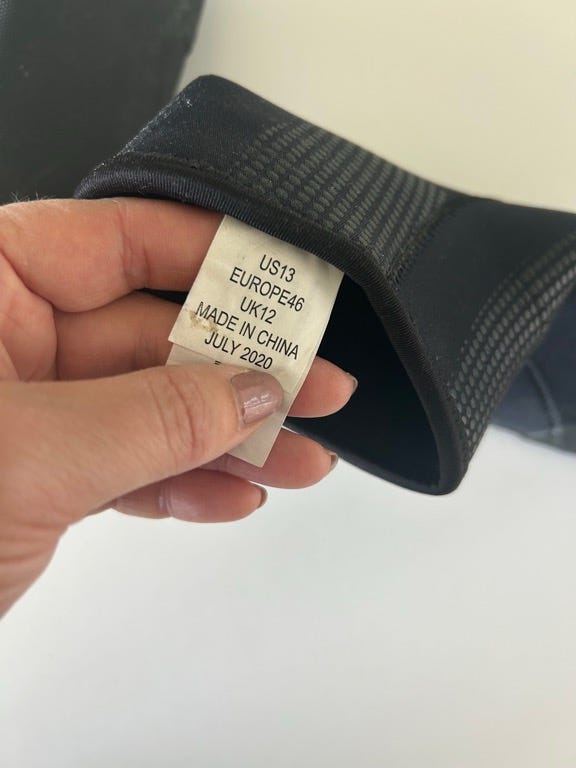 US13
EUROPE46
UK12
MADE IN CHINA
JULY 2020